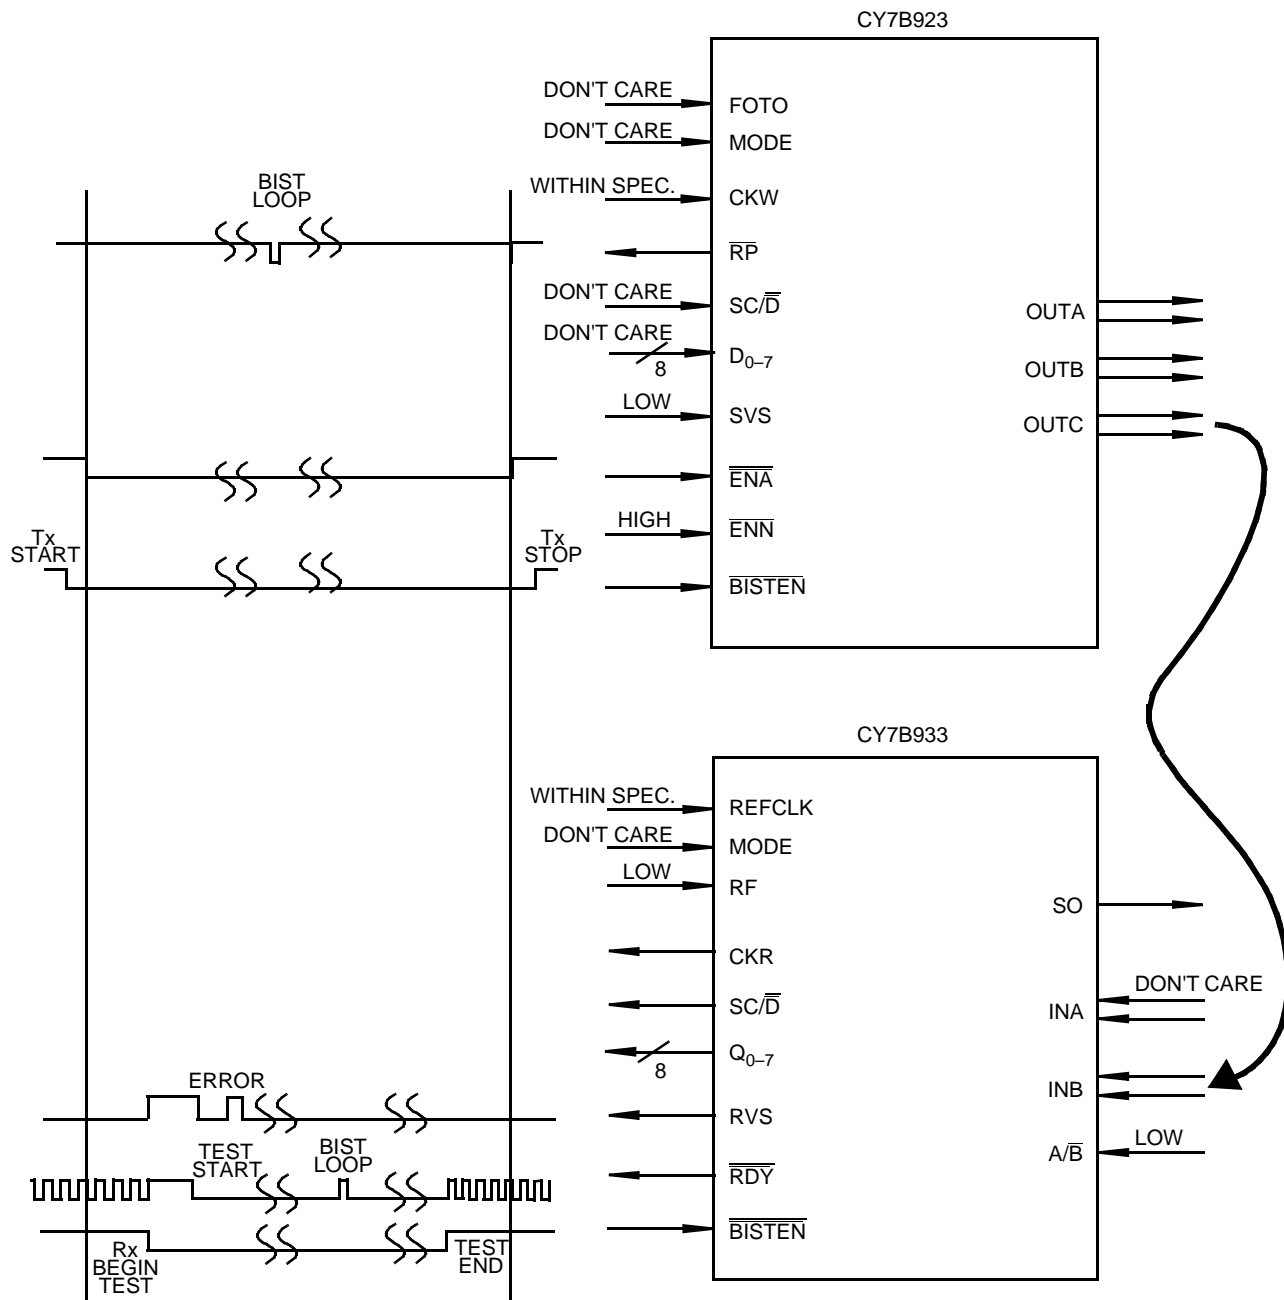 CY7B923
DON'T CARE
FOTO
DON'T CARE
MODE
BIST
LOOP
WITHIN SPEC.
CKW
RP
DON'T CARE
SC/D
OUTA
DON'T CARE
8
D0–7
OUTB
LOW
SVS
OUTC
ENA
Tx
START
Tx
STOP
HIGH
ENN
BISTEN
CY7B933
WITHIN SPEC.
REFCLK
DON'T CARE
MODE
LOW
RF
SO
CKR
DON'T CARE
SC/D
INA
8
Q0–7
ERROR
INB
RVS
TEST
START
BIST
LOOP
LOW
A/B
RDY
BISTEN
Rx
BEGIN
TEST
TEST
END